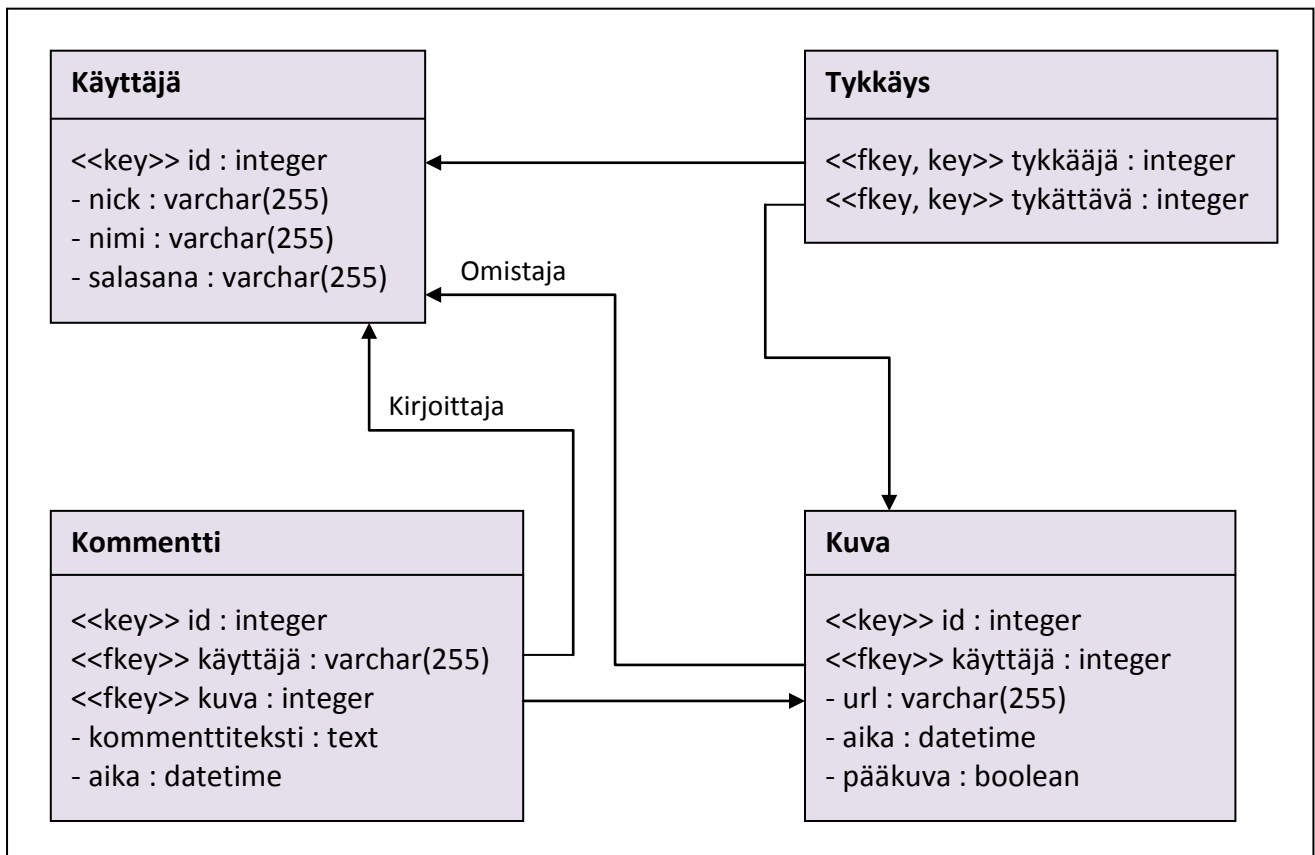 Käyttäjä
<<key>> id : integer
- nick : varchar(255)
- nimi : varchar(255)
- salasana : varchar(255)
Tykkäys
<<fkey, key>> tykkääjä : integer
<<fkey, key>> tykättävä : integer
Omistaja
Kirjoittaja
Kommentti
<<key>> id : integer
<<fkey>> käyttäjä : varchar(255)
<<fkey>> kuva : integer
- kommenttiteksti : text
- aika : datetime
Kuva
<<key>> id : integer
<<fkey>> käyttäjä : integer
- url : varchar(255)
- aika : datetime
- pääkuva : boolean